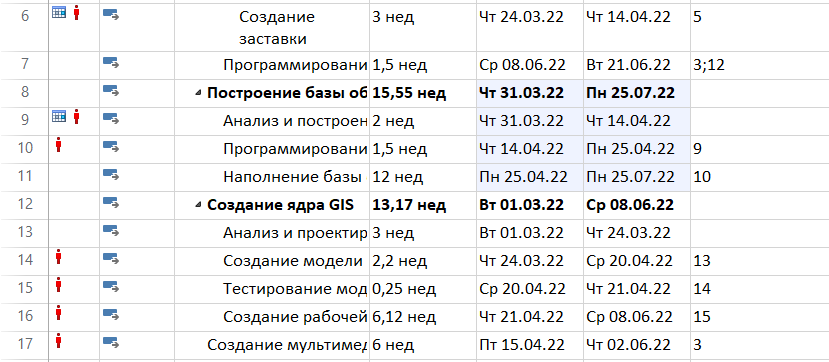 6 Создание заставки 3 нед Чт 24.03.22 Чт 14.04.22 5
7 Программировани 1,5 нед Ср 08.06.22 Вт 21.06.22 3;12
8 Построение базы об 15,55 нед Чт 31.03.22 Пн 25.07.22
9 Анализ и построен 2 нед Чт 31.03.22 Чт 14.04.22
10 Программировани 1,5 нед Чт 14.04.22 Пн 25.04.22 9
11 Наполнение базы 12 нед Пн 25.04.22 Пн 25.07.22 10
12 Создание ядра GIS 13,17 нед Вт 01.03.22 Ср 08.06.22
13 Анализ и проектир 3 нед Вт 01.03.22 Чт 24.03.22
14 Создание модели 2,2 нед Чт 24.03.22 Ср 20.04.22 13
15 Тестирование мод 0,25 нед Ср 20.04.22 Чт 21.04.22 14
16 Создание рабочей 6,12 нед Чт 21.04.22 Ср 08.06.22 15
17 Создание мультимед 6 нед Пт 15.04.22 Чт 02.06.22 3